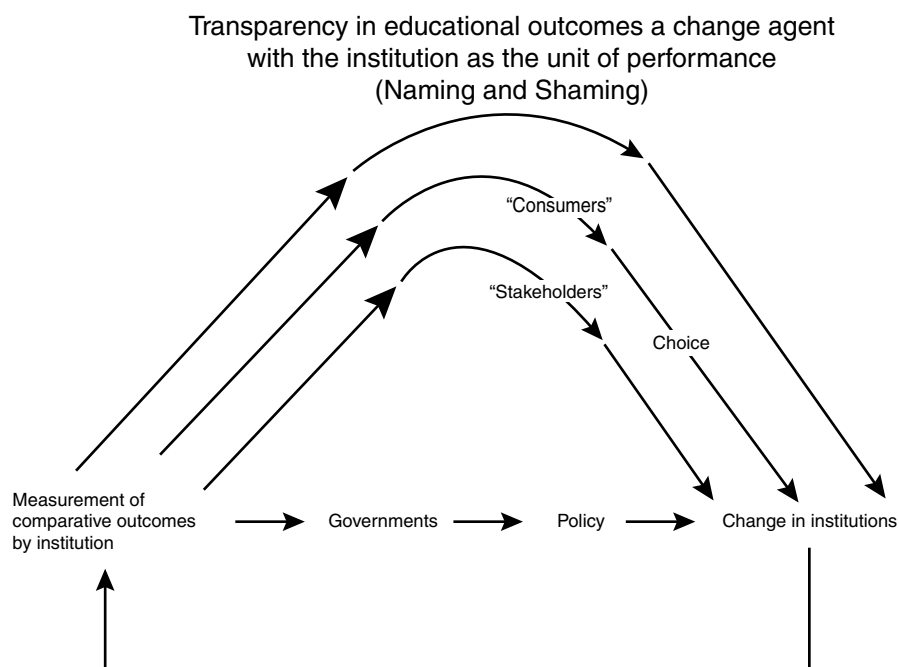 Transparency in educational outcomes a change agent
with the institution as the unit of performance
(Naming and Shaming)
“Consumers”
“Stakeholders”
Choice
Measurement of
comparative outcomes
by institution
Governments
Policy
Change in institutions